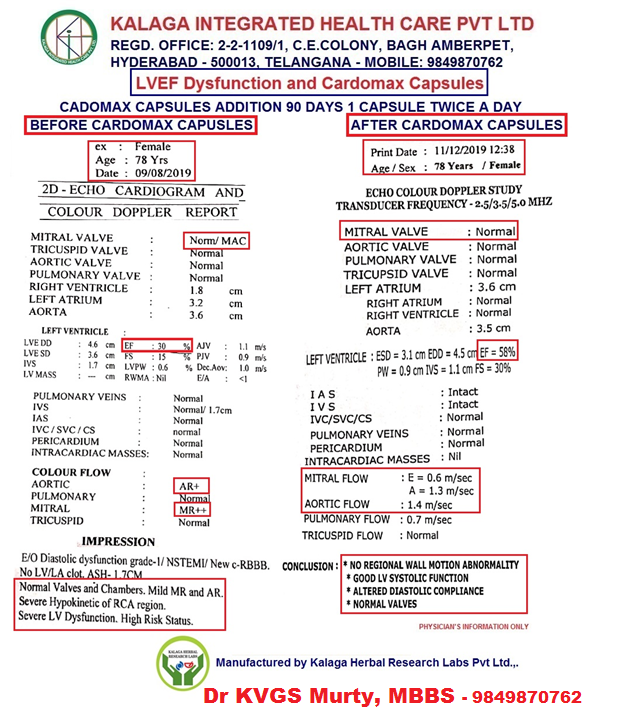 KALAGA INTEGRATED HEALTH CARE PVT LTD
REGD. OFFICE: 2-2-1109/1, C.E.COLONY, BAGH AMBERPET,
HYDERABAD - 500013, TELANGANA - MOBILE: 9849870762
LVEF Dysfunction and Cardomax Capsules
CADOMAX CAPSULES ADDITION 90 DAYS 1 CAPSULE TWICE A DAY
BEFORE CARDOMAX CAPUSLES
ex : Female
Age : 78 Yrs
Date : 09/08/2019
2D - ECHO CARDIOGRAM AND
COLOUR DOPPLER REPORT
MITRAL VALVE : Norm/ MAC
TRICUSPID VALVE : Normal
AORTIC VALVE : Normal
PULMONARY VALVE : Normal
RIGHT VENTRICLE : 1.8 cm
LEFT ATRIUM : 3.2 cm
AORTA : 3.6 cm
LEFT VENTRICLE :
LVE DD : 4.6 cm EF : 30 % AJV : 1.1 m/s
LVE SD : 3.6 cm FS : 15 % PJV : 0.9 m/s
IVS : 1.7 cm LVPW : 0.6 % Dec.Aov: 1.0 m/s
LV MASS : --- cm RWMA : Nil E/A : <1
PULMONARY VEINS : Normal
IVS : Normal/ 1.7cm
IAS : Normal
IVC / SVC / CS : normal
PERICARDIUM : Normal
INTRACARDIAC MASSES: Normal
COLOUR FLOW :
AORTIC : AR+
PULMONARY : Normal
MITRAL : MR++
TRICUSPID : Normal
IMPRESSION
E/O Diastolic dysfunction grade-1/ NSTEMI/ New c-RBBB.
No LV/LA clot. ASH- 1.7CM
Normal Valves and Chambers. Mild MR and AR.
Severe Hypokinetic of RCA region.
Severe LV Dysfunction. High Risk Status.
AFTER CARDOMAX CAPSULES
Print Date : 11/12/2019 12:38
Age / Sex : 78 Years / Female
ECHO COLOUR DOPPLER STUDY
TRANSDUCER FREQUENCY - 2.5/3.5/5.0 MHZ
MITRAL VALVE : Normal
AORTIC VALVE : Normal
PULMONARY VALVE : Normal
TRICUPSID VALVE : Normal
LEFT ATRIUM : 3.6 cm
RIGHT ATRIUM : Normal
RIGHT VENTRICLE : Normal
AORTA : 3.5 cm
LEFT VENTRICLE : ESD = 3.1 cm EDD = 4.5 cm EF = 58%
PW = 0.9 cm IVS = 1.1 cm FS = 30%
I A S : Intact
I V S : Intact
IVC/SVC/CS : Normal
PULMONARY VEINS : Normal
PERICARDIUM : Normal
INTRACARDIAC MASSES : Nil
MITRAL FLOW : E = 0.6 m/sec
A = 1.3 m/sec
AORTIC FLOW : 1.4 m/sec
PULMONARY FLOW : 0.7 m/sec
TRICUSPID FLOW : Normal
CONCLUSION : * NO REGIONAL WALL MOTION ABNORMALITY
* GOOD LV SYSTOLIC FUNCTION
* ALTERED DIASTOLIC COMPLIANCE
* NORMAL VALVES
PHYSICIAN'S INFORMATION ONLY
KALAGA HERBAL
RESEARCH LABS
Manufactured by Kalaga Herbal Research Labs Pvt Ltd.,.
Dr KVGS Murty, MBBS - 9849870762